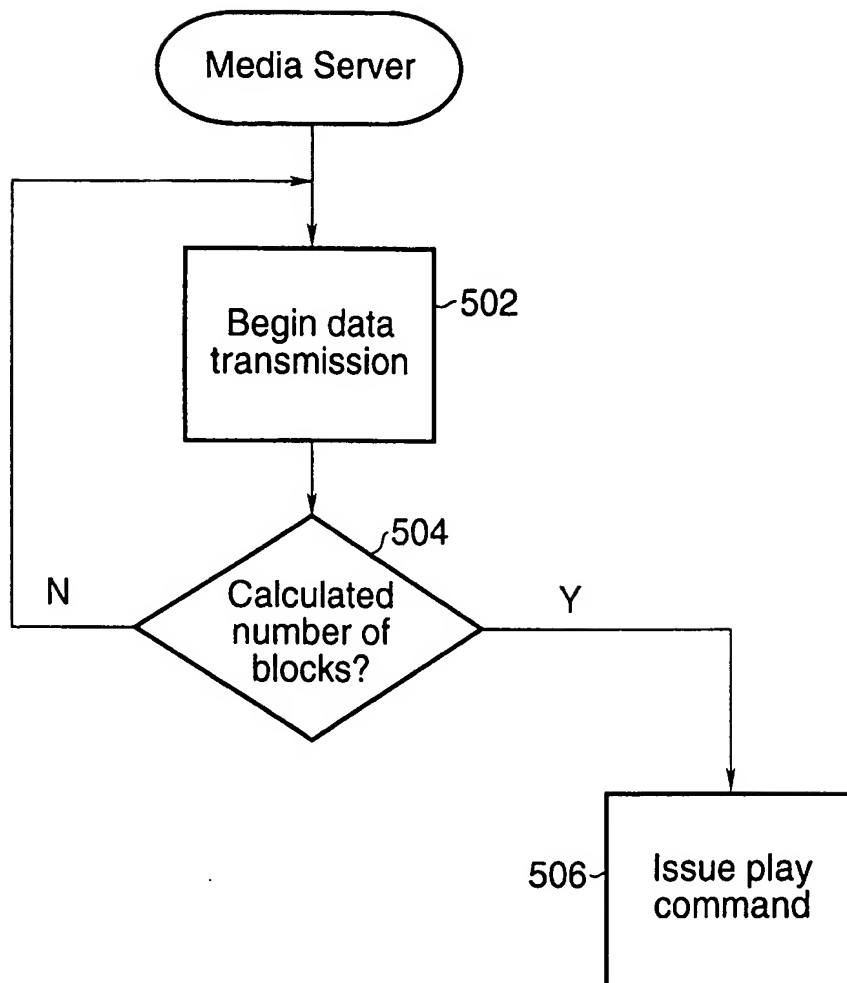 Media Server
Begin data
transmission
502
504
Calculated
number of
blocks?
N
Y
506
Issue play
command